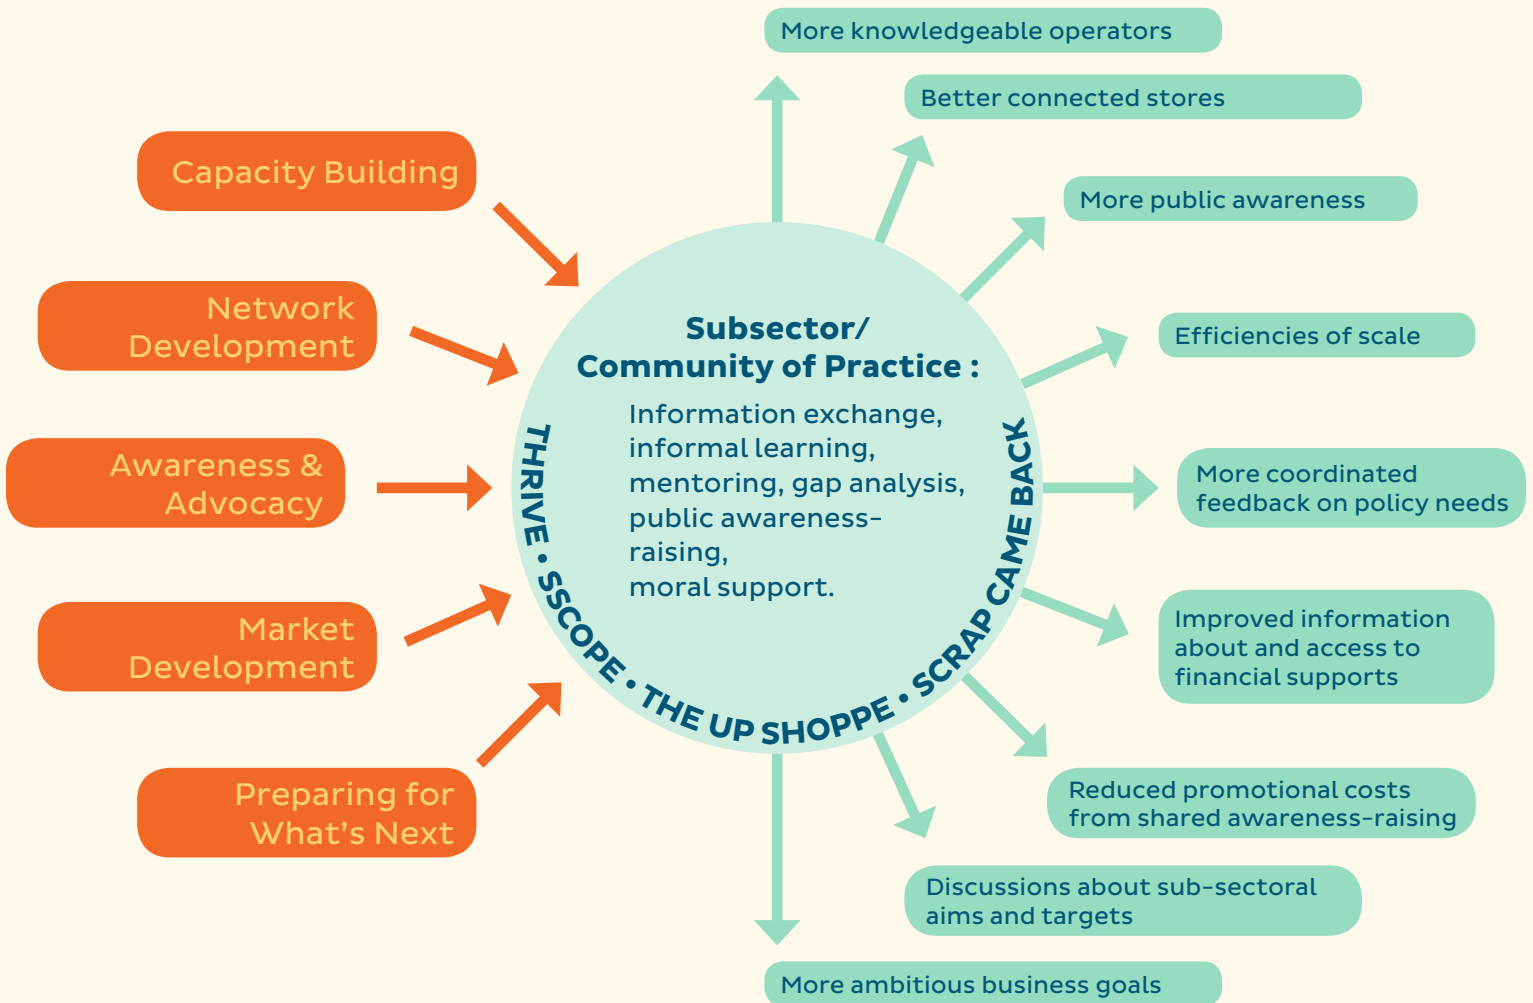 Capacity Building
Network
Development
Awareness &
Advocacy
Market
Development
Preparing for
What's Next
Subsector/
Community of Practice :
Information exchange,
informal learning,
mentoring, gap analysis,
public awareness-
raising,
moral support.
THRIVE • SSCOPE • THE UP SHOPPE • SCRAP CAME BACK
More knowledgeable operators
Better connected stores
More public awareness
Efficiencies of scale
More coordinated
feedback on policy needs
Improved information
about and access to
financial supports
Reduced promotional costs
from shared awareness-raising
Discussions about sub-sectoral
aims and targets
More ambitious business goals